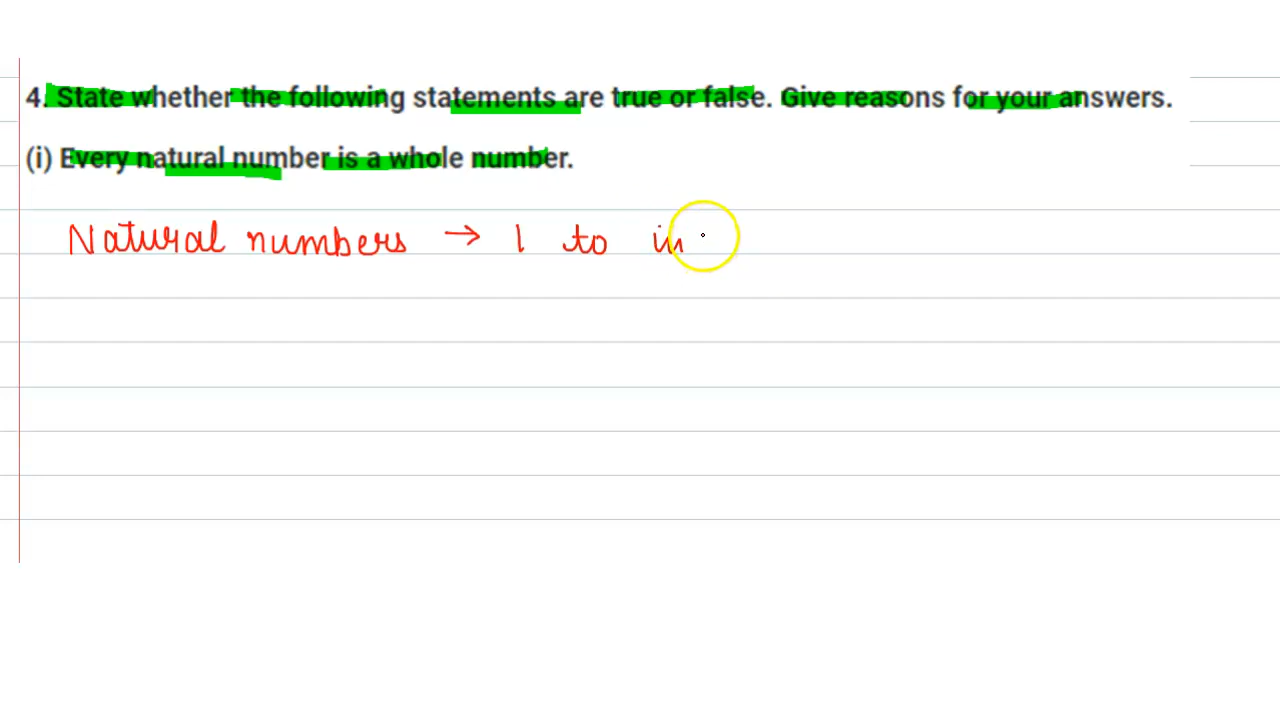 4. State whether the following statements are true or false. Give reasons for your answers.
(i) Every natural number is a whole number.
Natural numbers → 1 to in